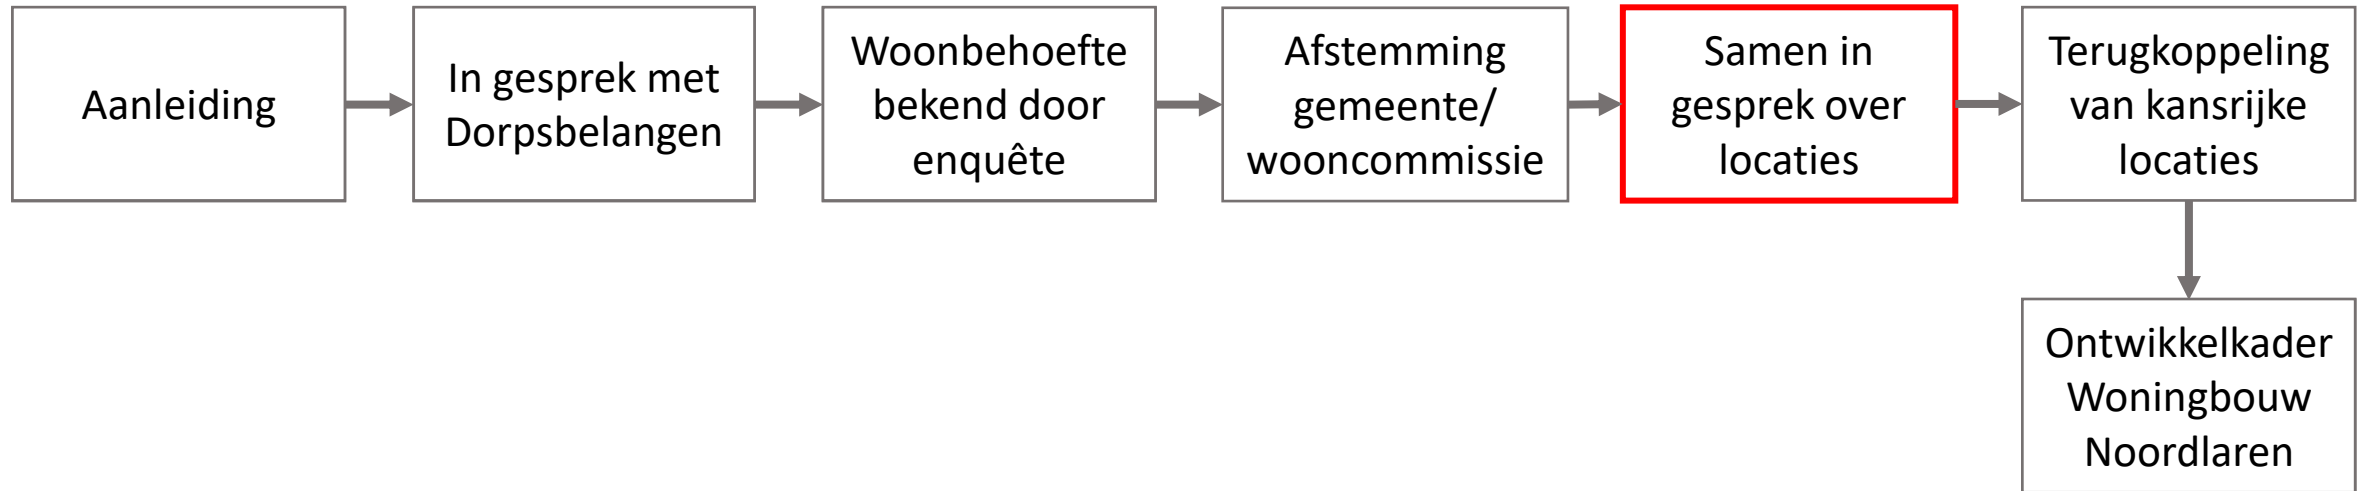 Aanleiding
In gesprek met
Dorpsbelangen
Woonbehoefte
bekend door
enquête
Afstemming
gemeente/
wooncommissie
Samen in
gesprek over
locaties
Terugkoppeling
van kansrijke
locaties
Ontwikkelkader
Woningbouw
Noordlaren